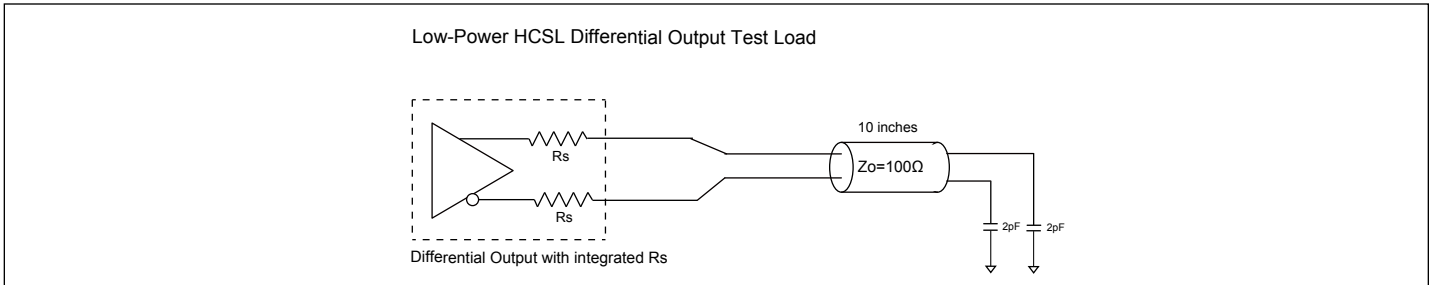 Low-Power HCSL Differential Output Test Load
10 inches
Rs
Zo=100Ω
Rs
2pF 2pF
Differential Output with integrated Rs